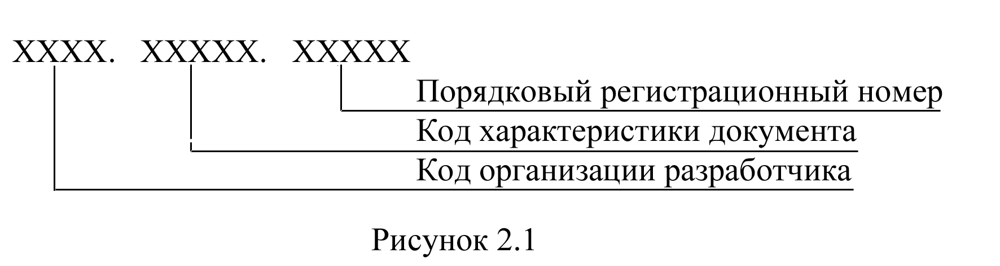 ХХХХ. ХХХХХ. ХХХХХ
Порядковый регистрационный номер
Код характеристики документа
Код организации разработчика
Рисунок 2.1